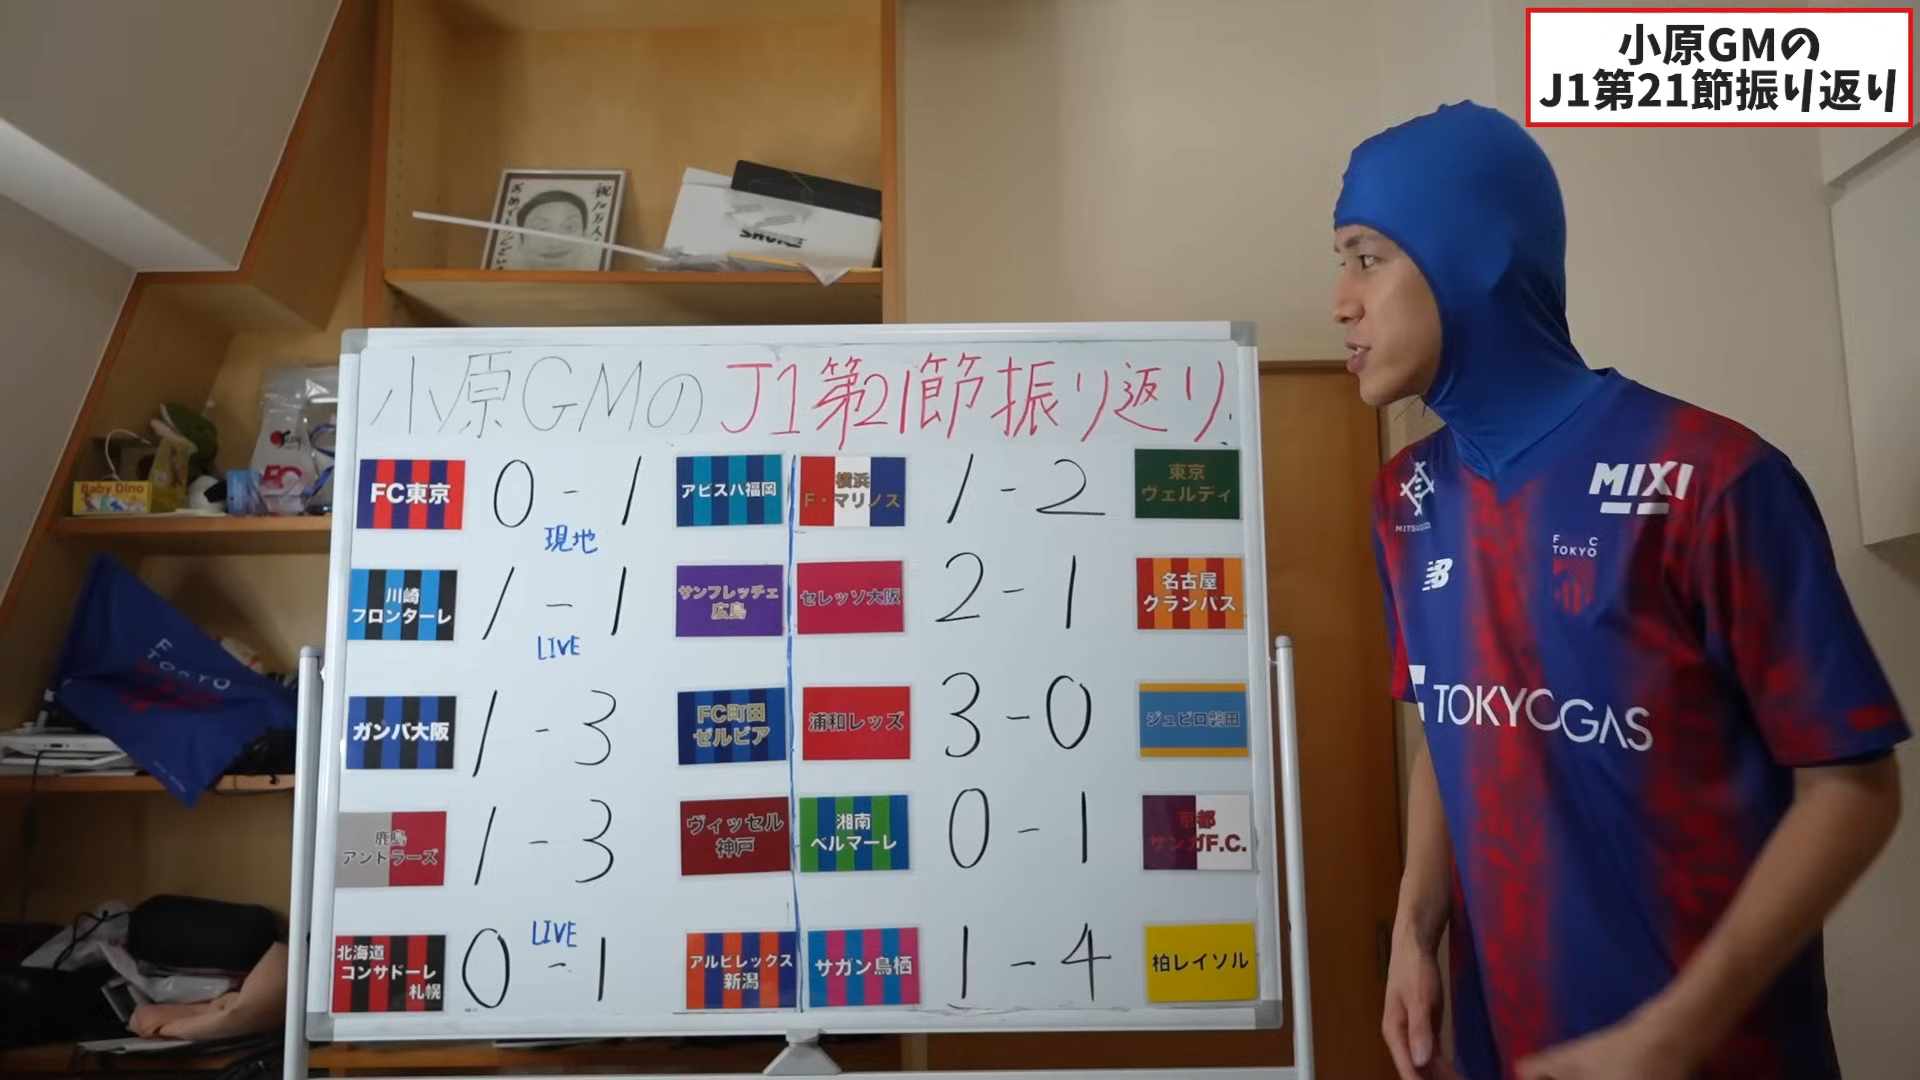 小原GMの
J1第21節振り返り
小原GMのJ1第21節振り返り
FC東京 0-1 アビスパ福岡
現地
川崎フロンターレ 1-1 サンフレッチェ広島
LIVE
ガンバ大阪 1-3 FC町田ゼルビア
鹿島アントラーズ 1-3 ヴィッセル神戸
LIVE
北海道コンサドーレ札幌 0-1 アルビレックス新潟
横浜F・マリノス 1-2 東京ヴェルディ
セレッソ大阪 2-1 名古屋グランパス
浦和レッズ 3-0 ジュビロ磐田
湘南ベルマーレ 0-1 京都サンガF.C.
サガン鳥栖 1-4 柏レイソル
MIXI
FC
TOKYO
TOKYO GAS
F
TOKYO
Baby Dino
SHURE